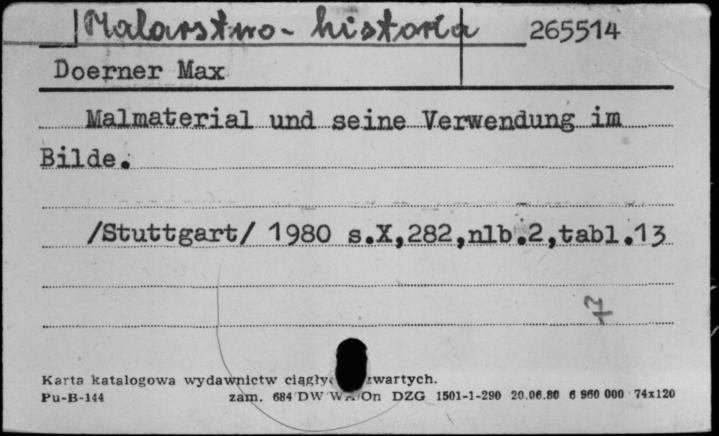 Malarstwo - historia 265514
Doerner Max
Malmaterial und seine Verwendung im
Bilde.
/Stuttgart/ 1980 s.X,282,nlb.2,tabl.13
7
Karta katalogowa wydawnictw zwartych.
Pu-B-144 zam. 684 DW DZG 1501-1-290 20.06.80 6 960 000 74x120